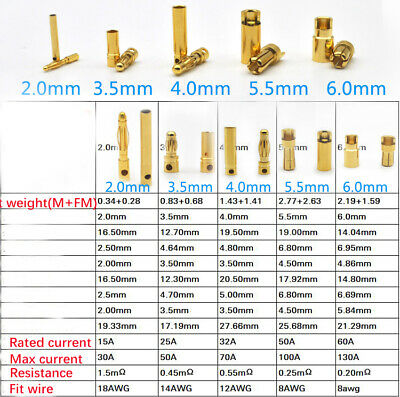 2.0mm 3.5mm 4.0mm 5.5mm 6.0mm
2.0mm 3.5mm 4.0mm 5.5mm 6.0mm
t weight(M+FM) 0.34+0.28 0.83+0.68 1.43+1.41 2.77+2.63 2.19+1.59
2.0mm 3.5mm 4.0mm 5.5mm 6.0mm
16.50mm 12.70mm 19.50mm 19.00mm 14.04mm
2.50mm 4.64mm 4.80mm 6.80mm 6.95mm
2.00mm 3.50mm 3.50mm 4.50mm 4.86mm
16.50mm 12.30mm 20.50mm 17.92mm 14.80mm
2.5mm 4.70mm 5.00mm 6.80mm 6.69mm
2.00mm 3.50mm 3.50mm 5.84mm 5.14mm
19.33mm 17.19mm 27.66mm 25.68mm 21.29mm
Rated current 15A 25A 32A 50A 60A
Max current 30A 50A 70A 100A 130A
Resistance 1.5mΩ 0.45mΩ 0.55mΩ 0.25mΩ 0.20mΩ
Fit wire 18AWG 14AWG 12AWG 8AWG 8awg